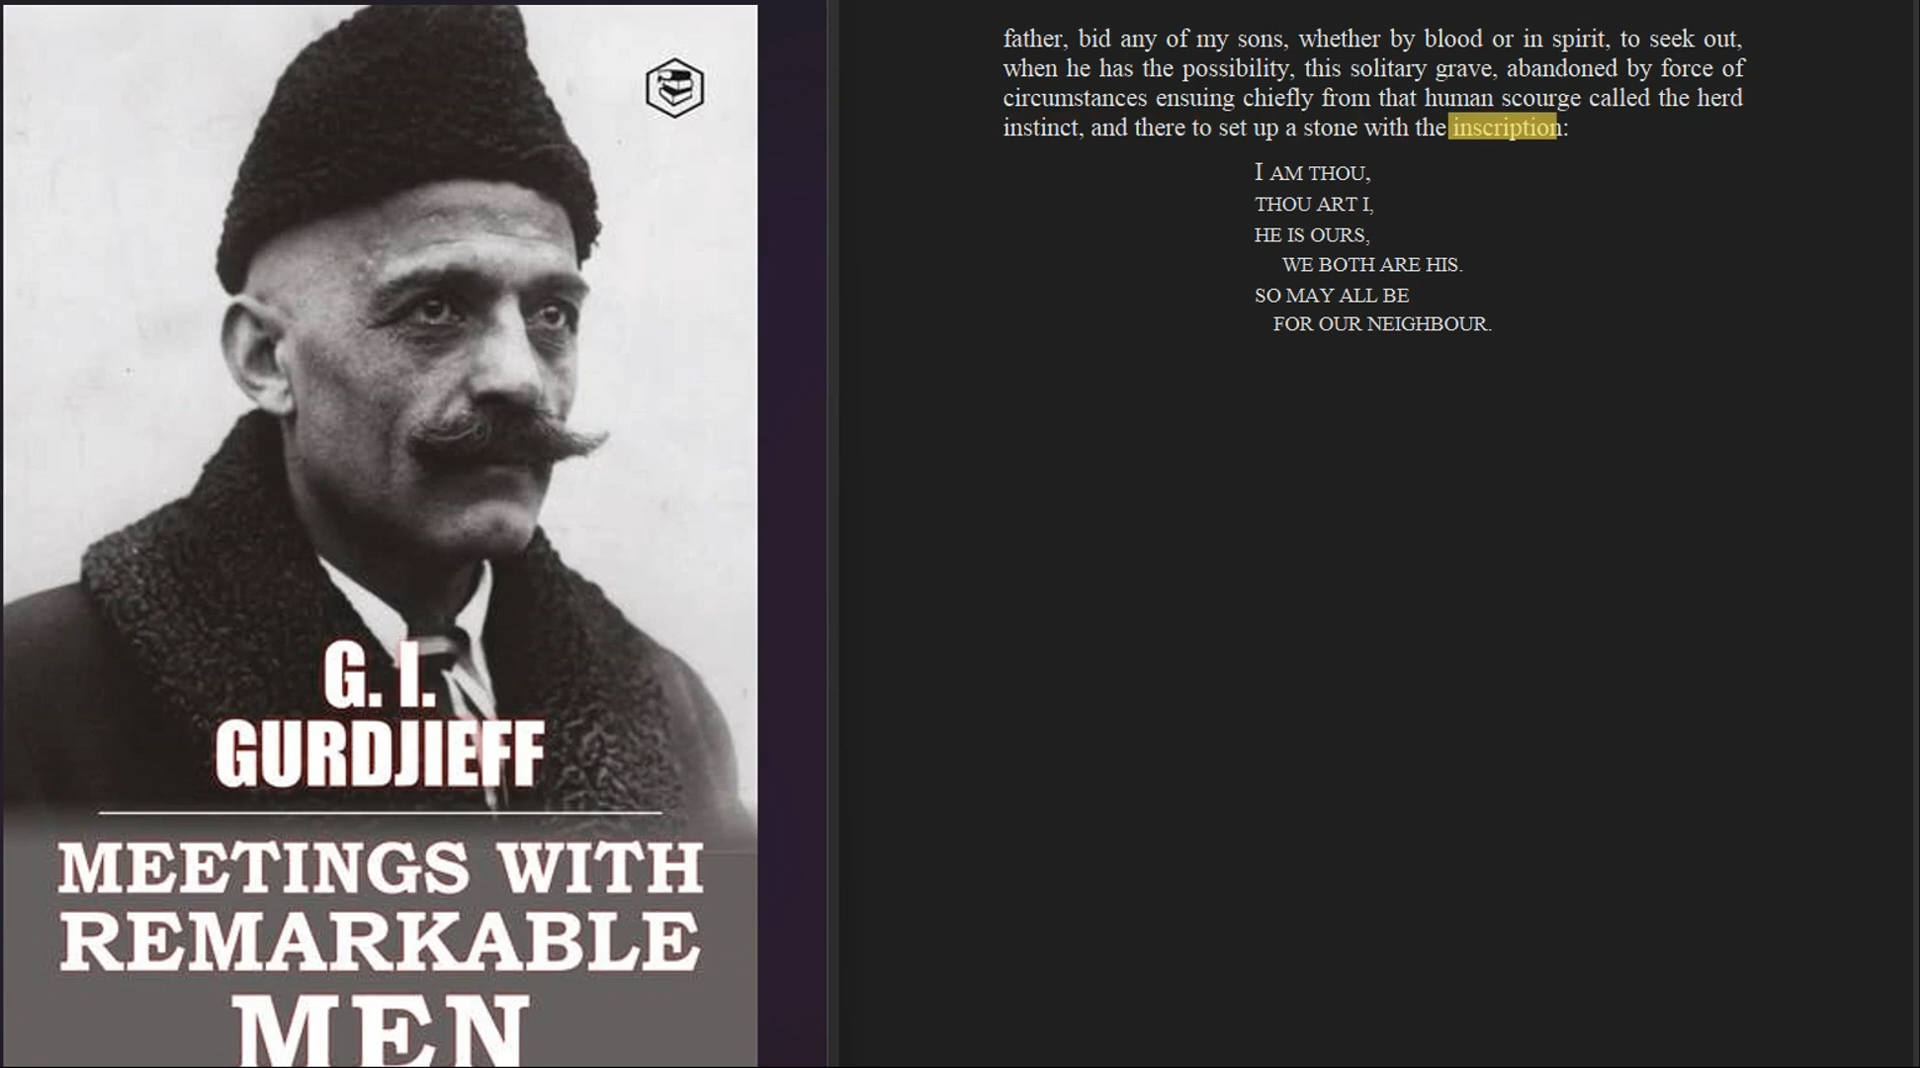 G. I.
GURDJIEFF
MEETINGS WITH
REMARKABLE
MEN
father, bid any of my sons, whether by blood or in spirit, to seek out,
when he has the possibility, this solitary grave, abandoned by force of
circumstances ensuing chiefly from that human scourge called the herd
instinct, and there to set up a stone with the inscription:
I AM THOU,
THOU ART I,
HE IS OURS,
WE BOTH ARE HIS.
SO MAY ALL BE
FOR OUR NEIGHBOUR.